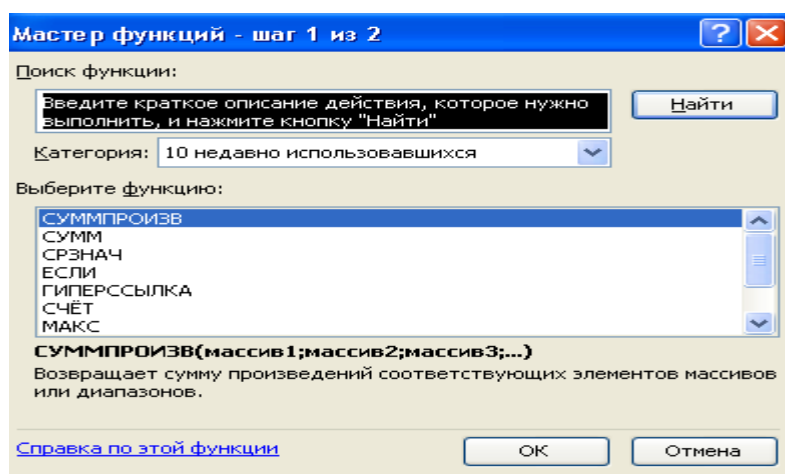 Мастер функций - шаг 1 из 2
Поиск функции:
Введите краткое описание действия, которое нужно
выполнить, и нажмите кнопку "Найти"
Найти
Категория: 10 недавно использовавшихся
Выберите функцию:
СУММПРОИЗВ
СУММ
СРЗНАЧ
ЕСЛИ
ГИПЕРССЫЛКА
СЧЁТ
МАКС
СУММПРОИЗВ(массив1;массив2;массив3;...)
Возвращает сумму произведений соответствующих элементов массивов
или диапазонов.
Справка по этой функции
ОК
Отмена